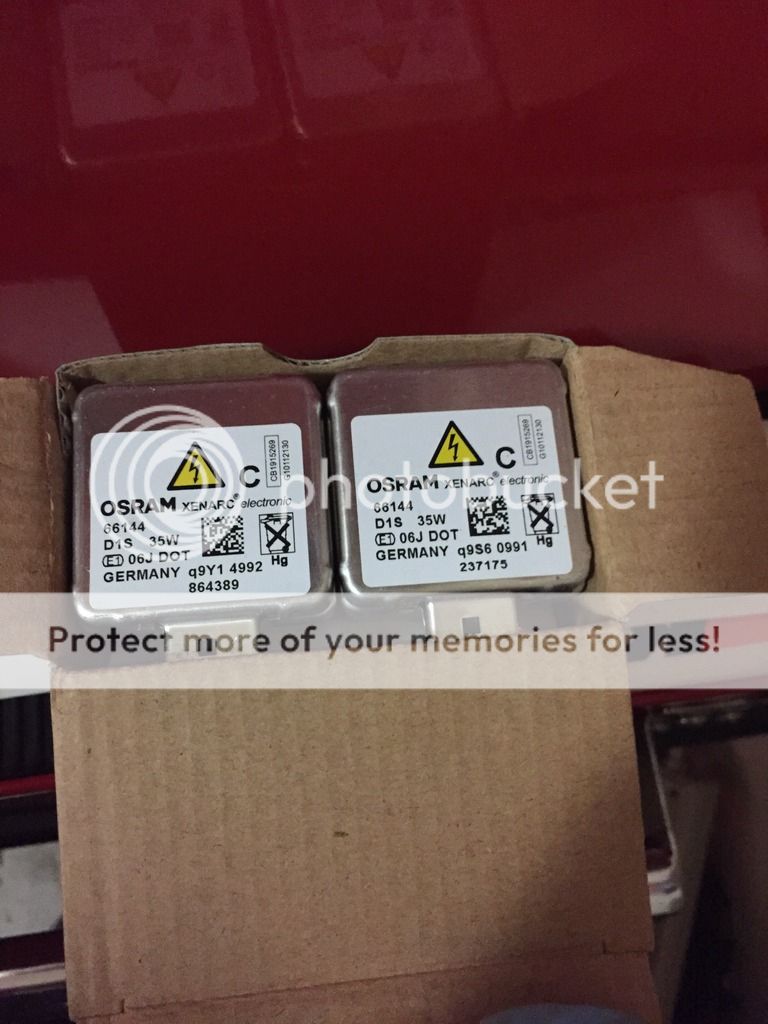 C
CB1915269
G10112130
OSRAM XENARC® electronic
66144
D1S 35W
E1 06J DOT
Hg
GERMANY q9Y1 4992
864389
C
CB1915269
G10112130
OSRAM XENARC® electronic
66144
D1S 35W
E1 06J DOT
Hg
GERMANY q9S6 0991
237175
photobucket
Protect more of your memories for less!